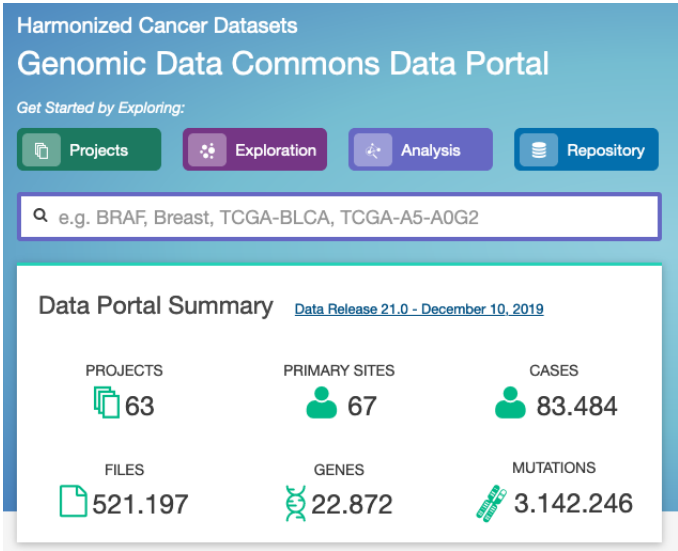 Harmonized Cancer Datasets
Genomic Data Commons Data Portal
Get Started by Exploring:
Projects Exploration Analysis Repository
e.g. BRAF, Breast, TCGA-BLCA, TCGA-A5-A0G2
Data Portal Summary Data Release 21.0 - December 10, 2019
PROJECTS PRIMARY SITES CASES
63 67 83.484
FILES GENES MUTATIONS
521.197 22.872 3.142.246